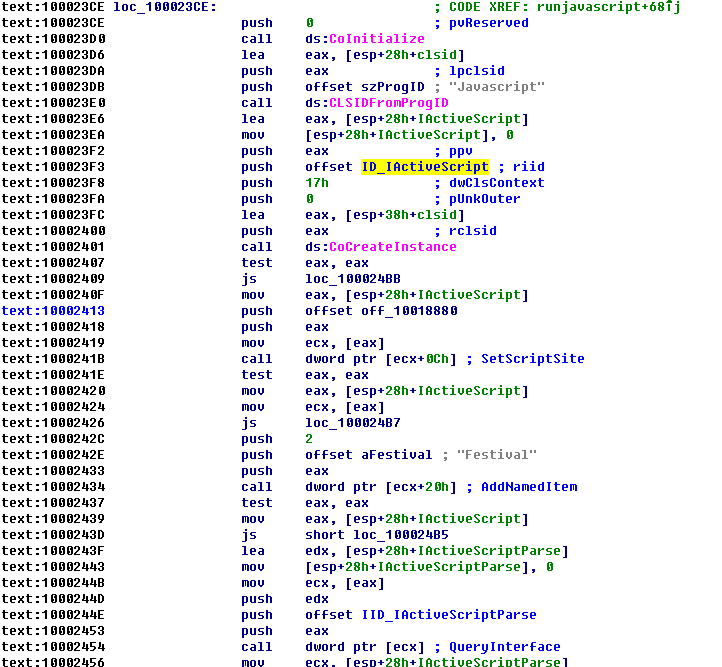 text:100023CE loc_100023CE: ; CODE XREF: runjavascript+68↑j
text:100023CE push 0 ; pvReserved
text:100023D0 call ds:CoInitialize
text:100023D6 lea eax, [esp+28h+clsid]
text:100023DA push eax ; lpclsid
text:100023DB push offset szProgID ; "Javascript"
text:100023E0 call ds:CLSIDFromProgID
text:100023E6 lea eax, [esp+28h+IActiveScript]
text:100023EA mov [esp+28h+IActiveScript], 0
text:100023F2 push eax ; ppv
text:100023F3 push offset ID_IActiveScript ; riid
text:100023F8 push 17h ; dwClsContext
text:100023FA push 0 ; pUnkOuter
text:100023FC lea eax, [esp+38h+clsid]
text:10002400 push eax ; rclsid
text:10002401 call ds:CoCreateInstance
text:10002407 test eax, eax
text:10002409 js loc_100024BB
text:1000240F mov eax, [esp+28h+IActiveScript]
text:10002413 push offset off_10018880
text:10002418 push eax
text:10002419 mov ecx, [eax]
text:1000241B call dword ptr [ecx+0Ch] ; SetScriptSite
text:1000241E test eax, eax
text:10002420 mov eax, [esp+28h+IActiveScript]
text:10002424 mov ecx, [eax]
text:10002426 js loc_100024B7
text:1000242C push 2
text:1000242E push offset aFestival ; "Festival"
text:10002433 push eax
text:10002434 call dword ptr [ecx+20h] ; AddNamedItem
text:10002437 test eax, eax
text:10002439 mov eax, [esp+28h+IActiveScript]
text:1000243D js short loc_100024B5
text:1000243F lea edx, [esp+28h+IActiveScriptParse]
text:10002443 mov [esp+28h+IActiveScriptParse], 0
text:1000244B mov ecx, [eax]
text:1000244D push edx
text:1000244E push offset IID_IActiveScriptParse
text:10002453 push eax
text:10002454 call dword ptr [ecx] ; QueryInterface
text:10002456 mov ecx, [esp+28h+IActiveScriptParse]